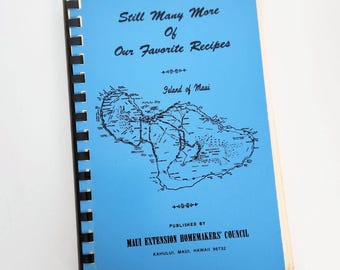 Still Many More
Of
Our Favorite Recipes
Island of Maui
PUBLISHED BY
MAUI EXTENSION HOMEMAKERS' COUNCIL
KAHULUI, MAUI, HAWAII 96732